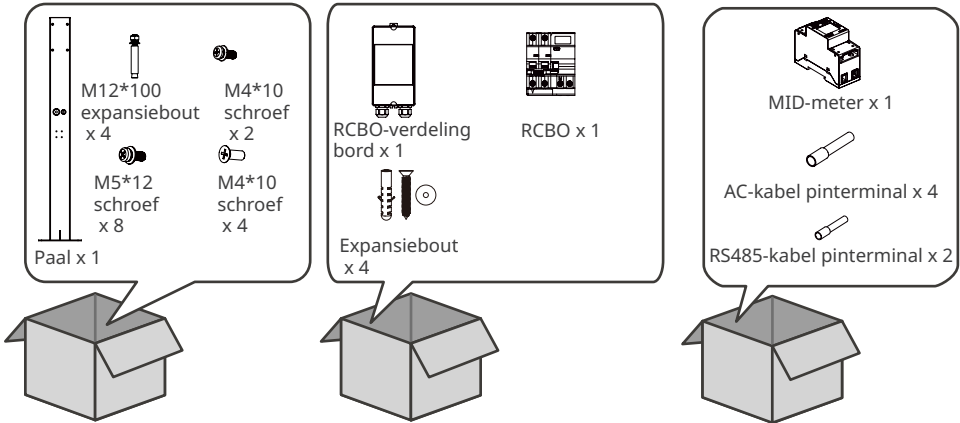 M12*100
expansiebout
x 4
M4*10
schroef
x 2
M5*12
schroef
x 8
M4*10
schroef
x 4
Paal x 1
RCBO-verdeling
bord x 1
RCBO x 1
Expansiebout
x 4
MID-meter x 1
AC-kabel pinterminal x 4
RS485-kabel pinterminal x 2